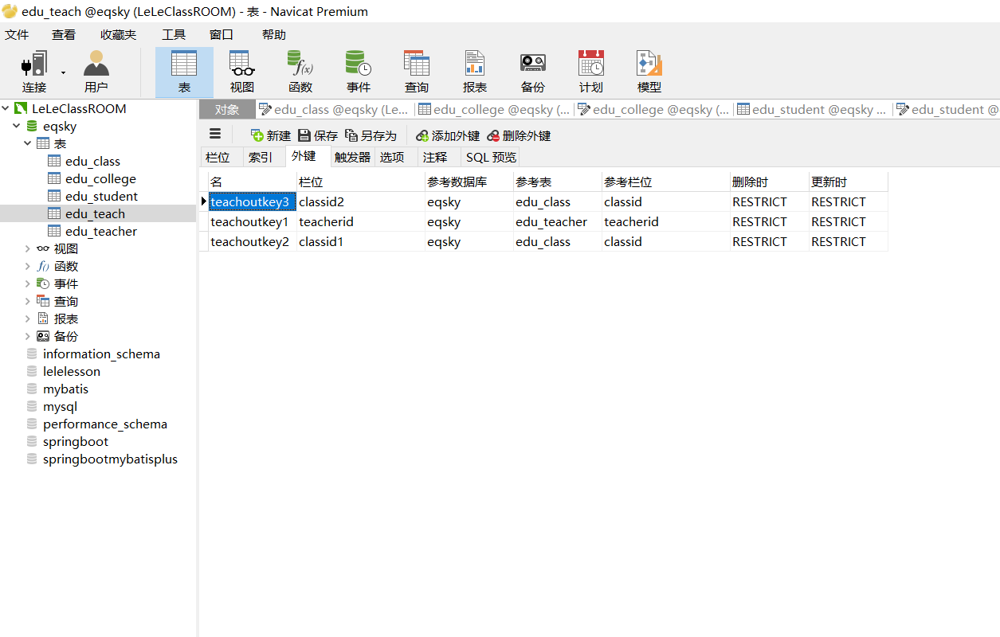 edu_teach @eqsky (LeLeClassROOM) - 表 - Navicat Premium
文件 查看 收藏夹 工具 窗口 帮助
连接 用户 表 视图 函数 事件 查询 报表 备份 计划 模型
LeLeClassROOM
eqsky
表
edu_class
edu_college
edu_student
edu_teach
edu_teacher
视图
函数
事件
查询
报表
备份
information_schema
lelelesson
mybatis
mysql
performance_schema
springboot
springbootmybatisplus
对象 edu_class @eqsky (Le... edu_college @eqsky (... edu_college @eqsky (... edu_student @eqsky ... edu_student @
新建 保存 另存为 添加外键 删除外键
栏位 索引 外键 触发器 选项 注释 SQL 预览
名 栏位 参考数据库 参考表 参考栏位 删除时 更新时
teachoutkey3 classid2 eqsky edu_class classid RESTRICT RESTRICT
teachoutkey1 teacherid eqsky edu_teacher teacherid RESTRICT RESTRICT
teachoutkey2 classid1 eqsky edu_class classid RESTRICT RESTRICT